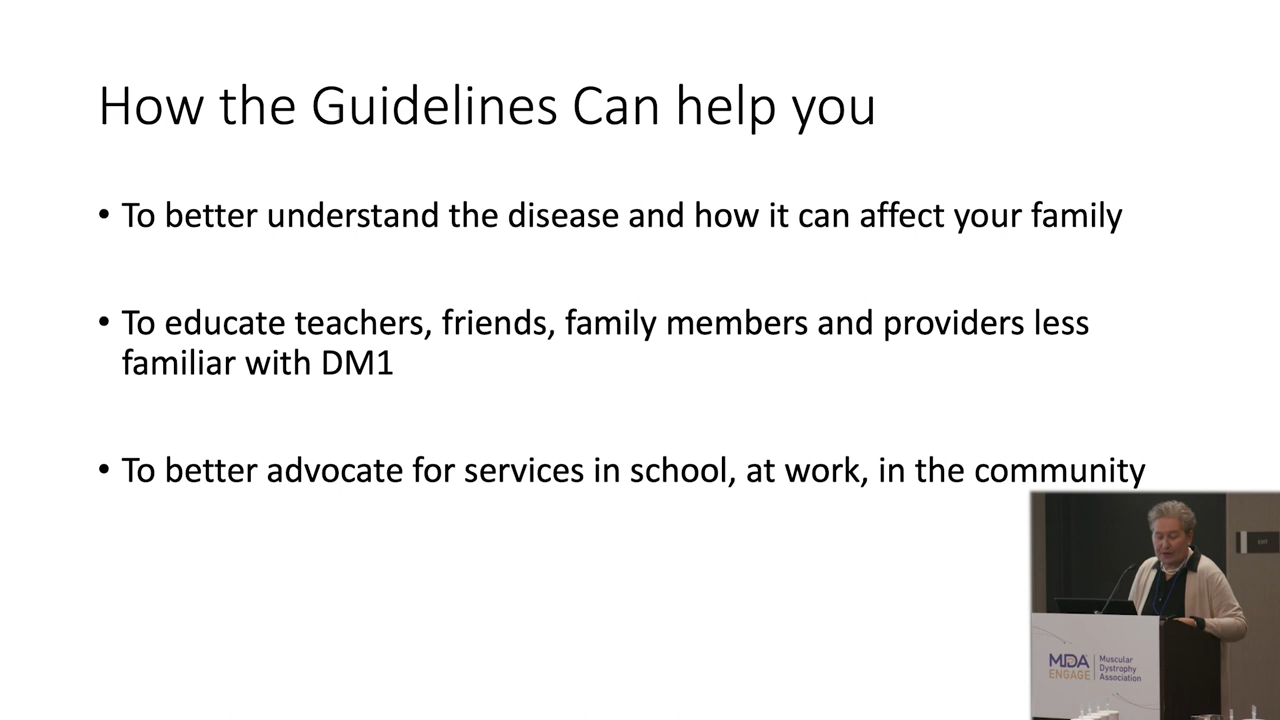 How the Guidelines Can help you
• To better understand the disease and how it can affect your family
• To educate teachers, friends, family members and providers less
familiar with DM1
• To better advocate for services in school, at work, in the community
MDA
ENGAGE
Muscular
Dystrophy
Association